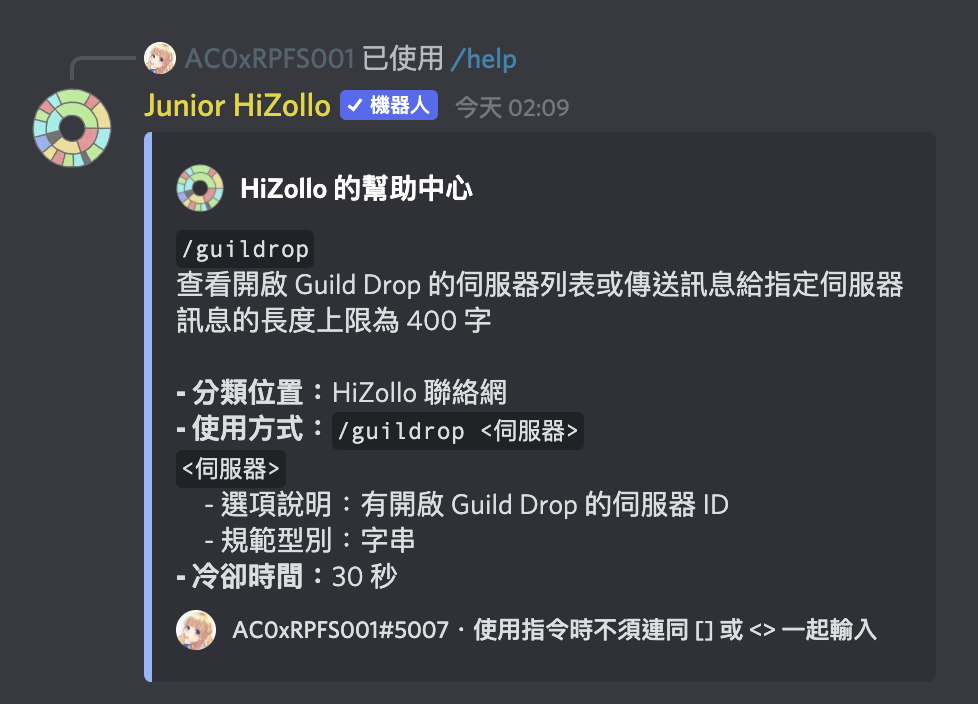 AC0xRPFS001 已使用 /help
Junior HiZollo ✓ 機器人 今天 02:09
HiZollo 的幫助中心
/guildrop
查看開啟 Guild Drop 的伺服器列表或傳送訊息給指定伺服器
訊息的長度上限為 400 字
- 分類位置：HiZollo 聯絡網
- 使用方式：/guildrop <伺服器>
<伺服器>
- 選項說明：有開啟 Guild Drop 的伺服器 ID
- 規範型別：字串
- 冷卻時間：30 秒
AC0xRPFS001#5007 · 使用指令時不須連同 [] 或 <> 一起輸入